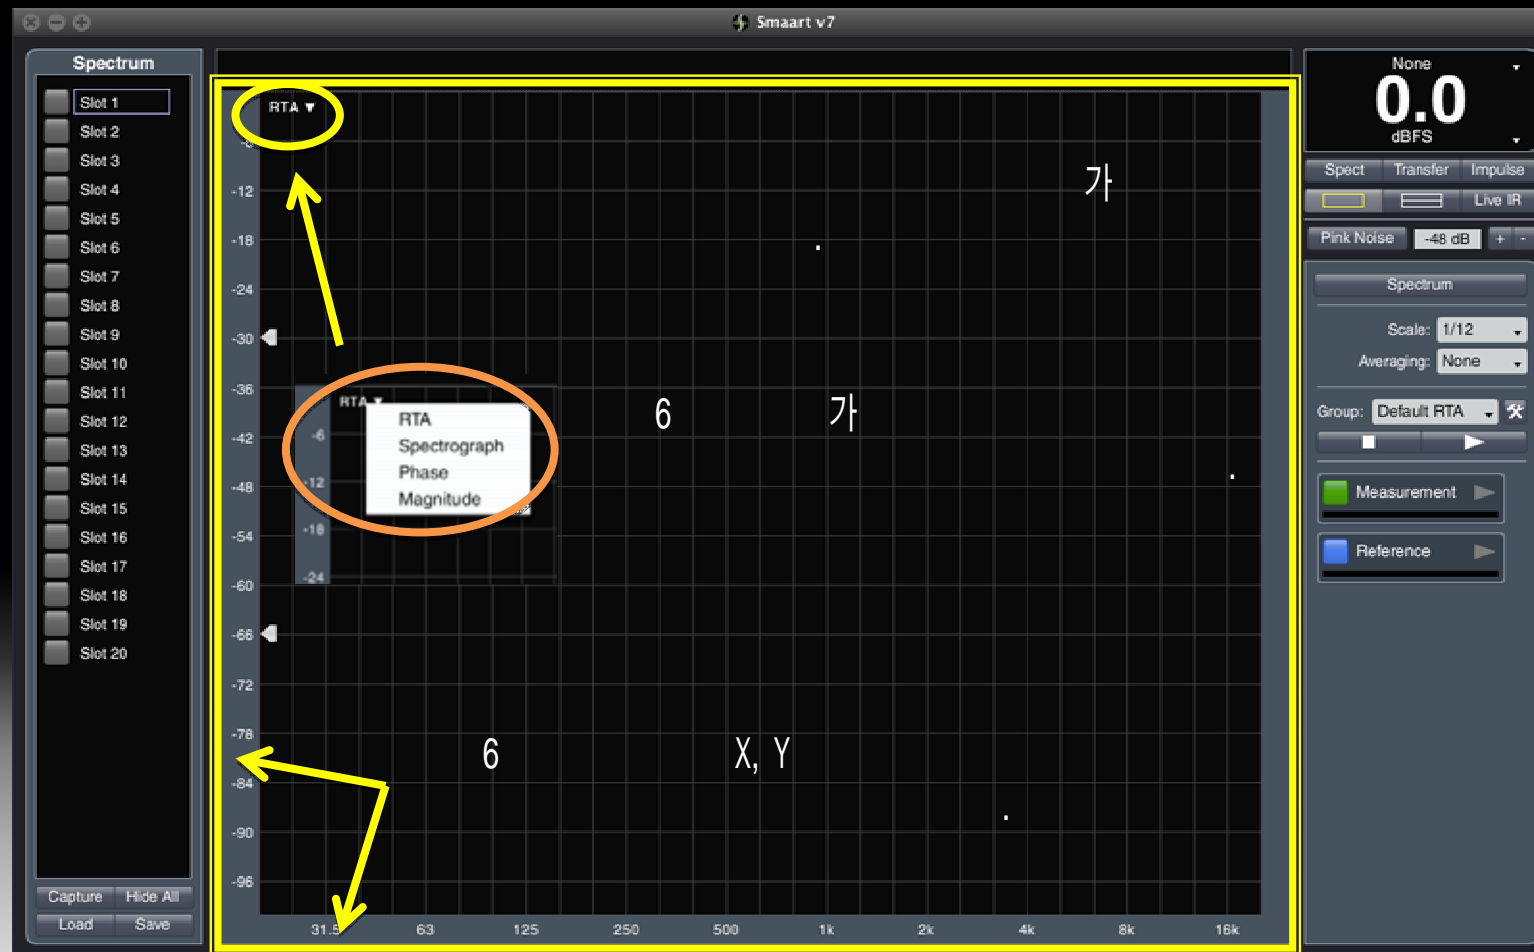 Smaart v7
Spectrum
Slot 1
Slot 2
Slot 3
Slot 4
Slot 5
Slot 6
Slot 7
Slot 8
Slot 9
Slot 10
Slot 11
Slot 12
Slot 13
Slot 14
Slot 15
Slot 16
Slot 17
Slot 18
Slot 19
Slot 20
Capture Hide All
Load Save
RTA ▼
-12
-18
-24
-30
-36
-42
-48
-54
-60
-66
-72
-78
-84
-90
-96
가
.
RTA ▼
RTA
Spectrograph
Phase
Magnitude
-6
-12
-18
-24
6 가
.
6 X, Y
.
31.5 63 125 250 500 1k 2k 4k 8k 16k
None
0.0
dBFS
Spect Transfer Impulse
Live IR
Pink Noise -48 dB + -
Spectrum
Scale: 1/12
Averaging: None
Group: Default RTA
Measurement
Reference